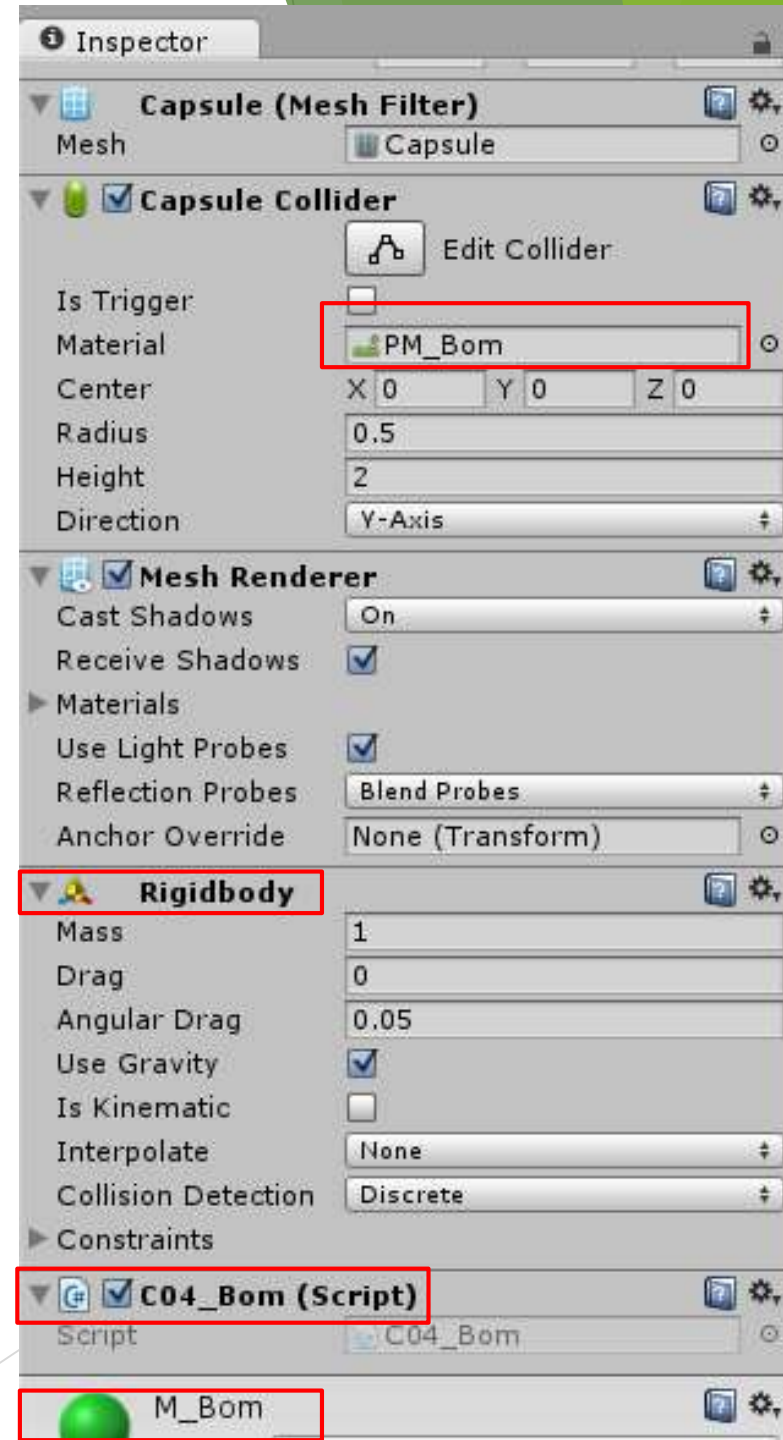 Inspector
Capsule (Mesh Filter)
Mesh Capsule
Capsule Collider
Edit Collider
Is Trigger
Material PM_Bom
Center X 0 Y 0 Z 0
Radius 0.5
Height 2
Direction Y-Axis
Mesh Renderer
Cast Shadows On
Receive Shadows
Materials
Use Light Probes
Reflection Probes Blend Probes
Anchor Override None (Transform)
Rigidbody
Mass 1
Drag 0
Angular Drag 0.05
Use Gravity
Is Kinematic
Interpolate None
Collision Detection Discrete
Constraints
C# C04_Bom (Script)
Script C04_Bom
M_Bom